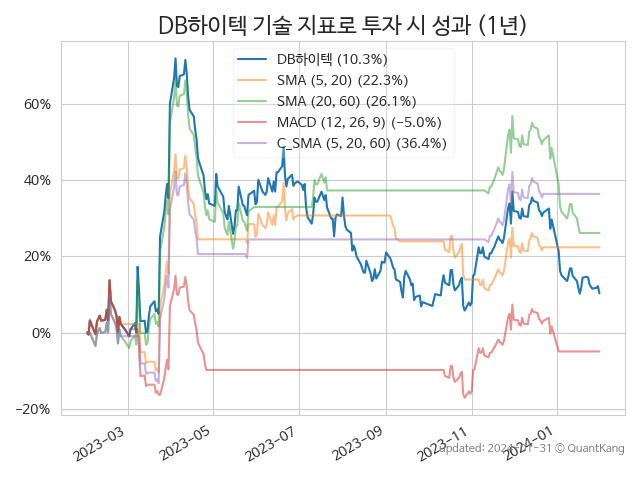 DB하이텍 기술 지표로 투자 시 성과 (1년)
DB하이텍 (10.3%)
SMA (5, 20) (22.3%)
SMA (20, 60) (26.1%)
MACD (12, 26, 9) (−5.0%)
C_SMA (5, 20, 60) (36.4%)
60%
40%
20%
0%
−20%
2023-03
2023-05
2023-07
2023-09
2023-11
2024-01
updated: 2024-01-31 © QuantKang